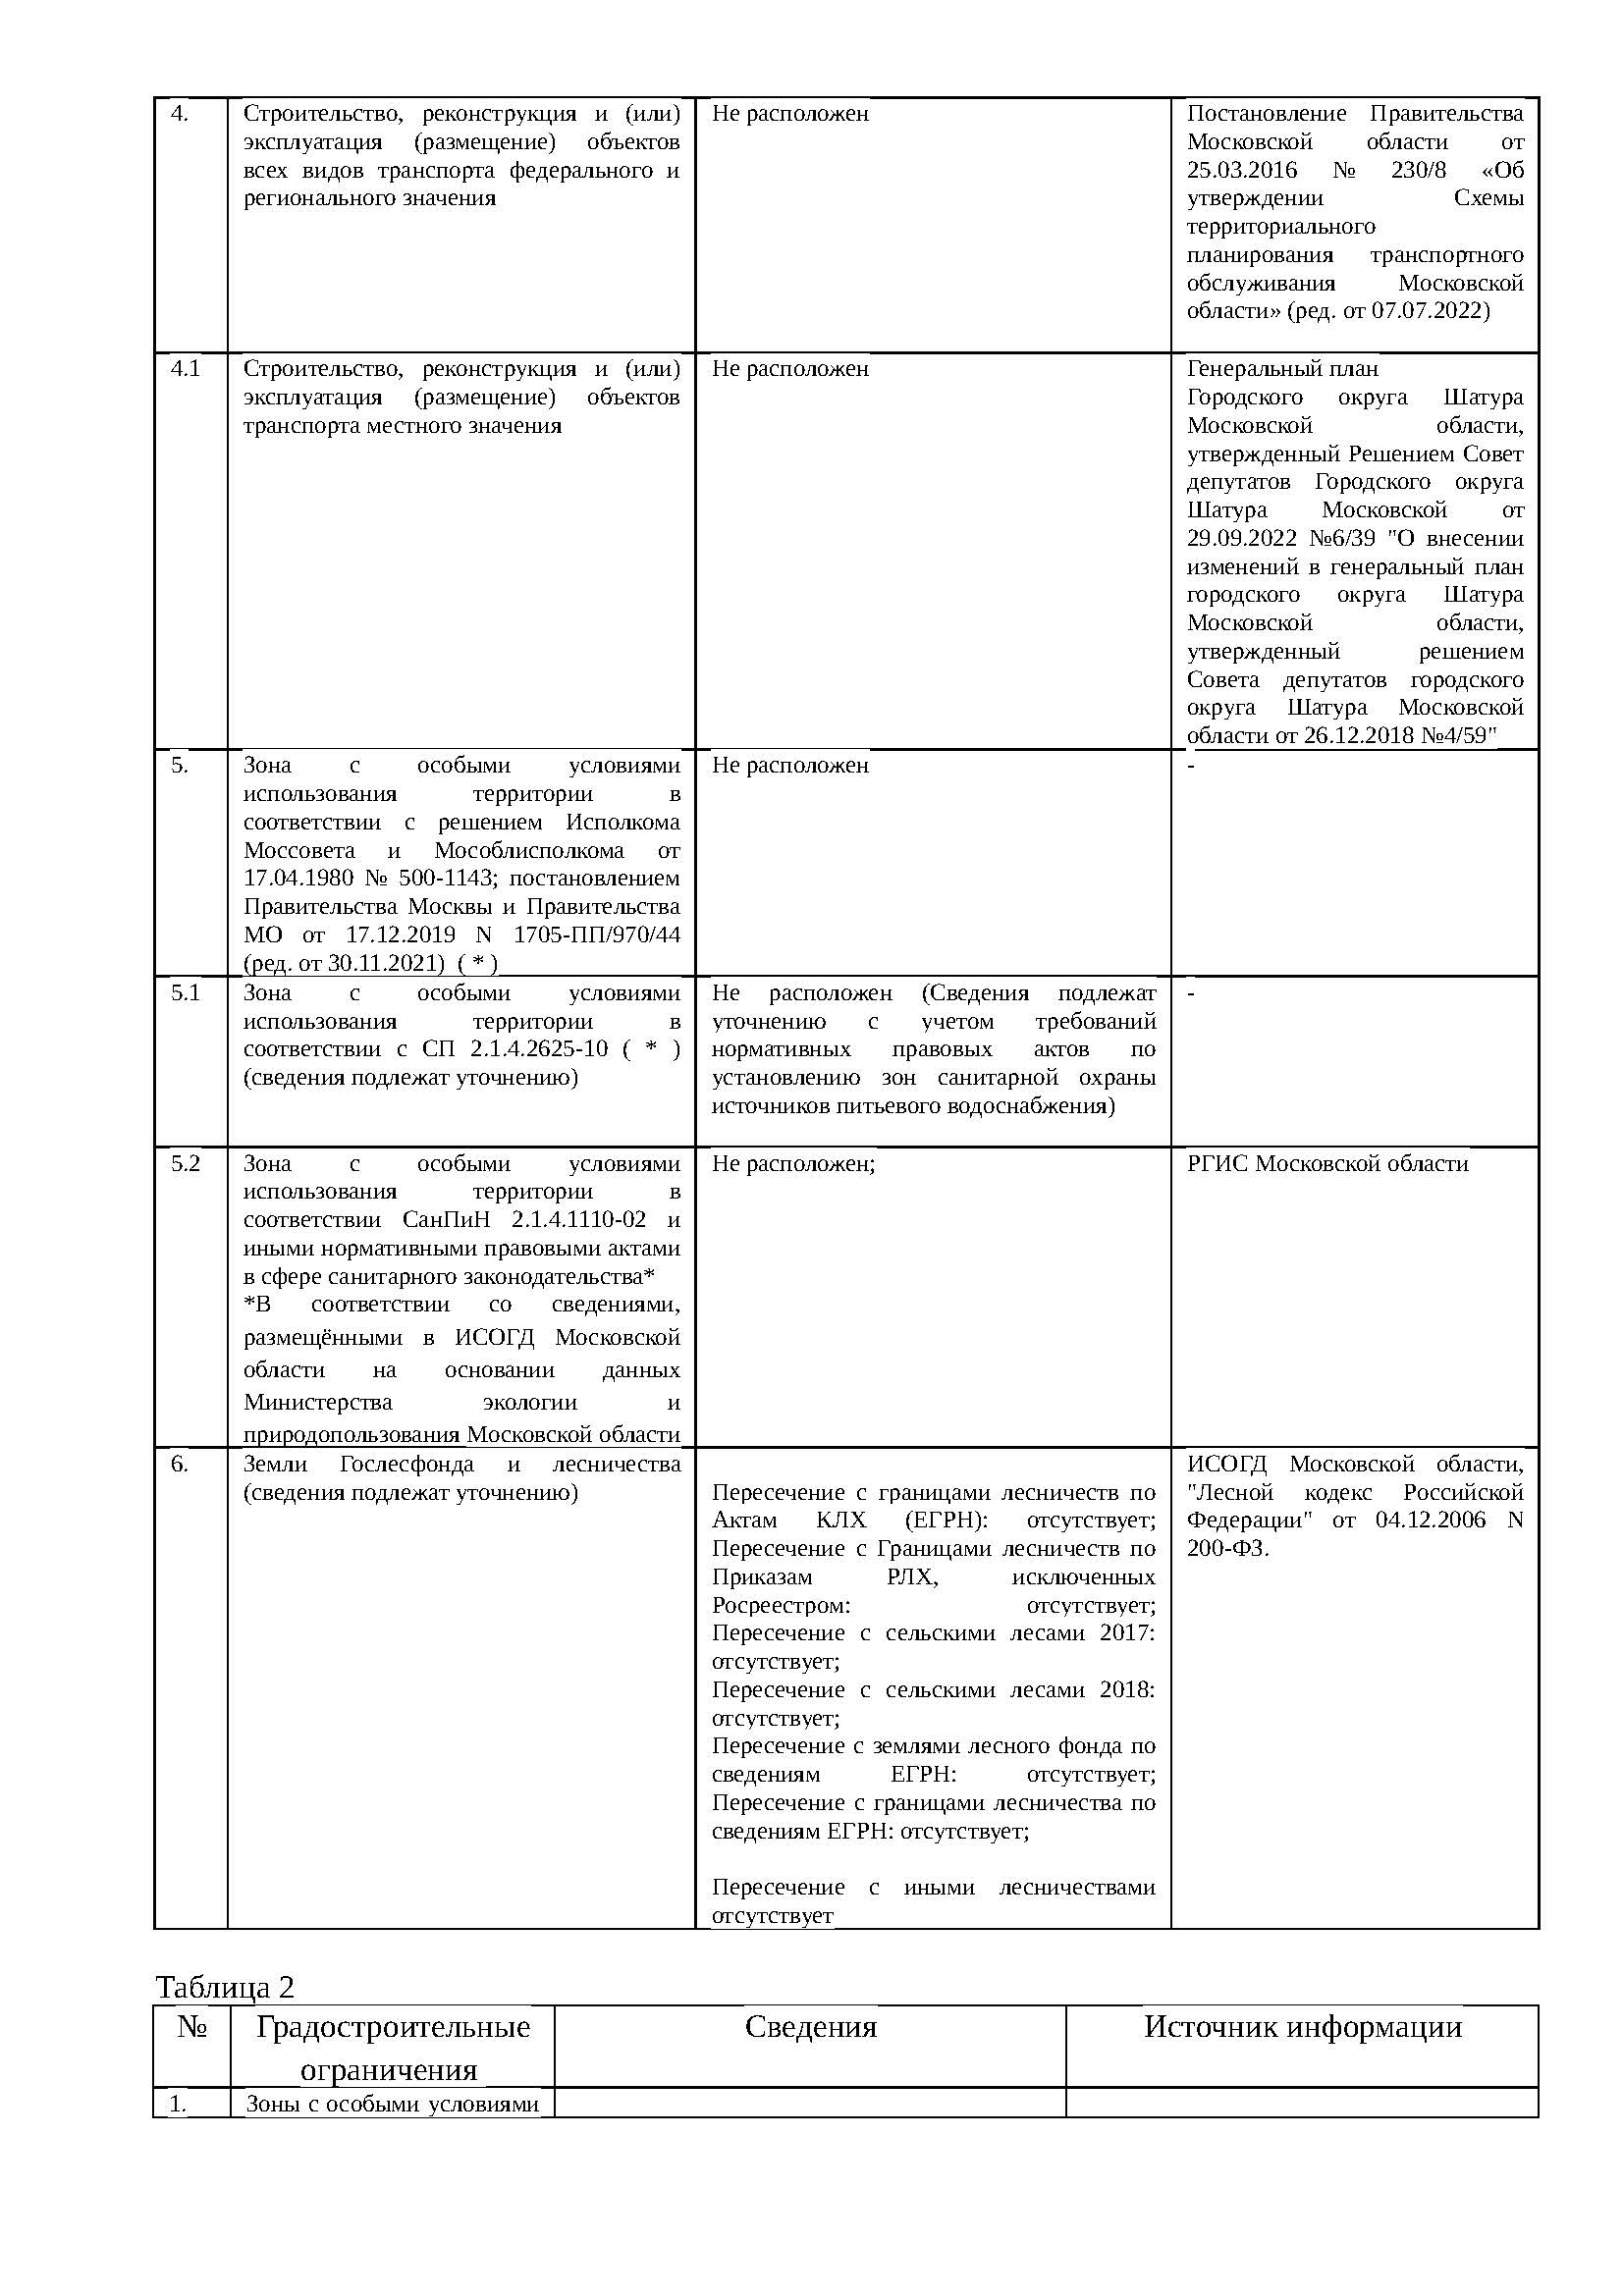 4.
Строительство, реконструкция и (или)
эксплуатация (размещение) объектов
всех видов транспорта федерального и
регионального значения
Не расположен
Постановление Правительства
Московской области от
25.03.2016 № 230/8 «Об
утверждении Схемы
территориального
планирования транспортного
обслуживания Московской
области» (ред. от 07.07.2022)
4.1
Строительство, реконструкция и (или)
эксплуатация (размещение) объектов
транспорта местного значения
Не расположен
Генеральный план
Городского округа Шатура
Московской области,
утвержденный Решением Совет
депутатов Городского округа
Шатура Московской от
29.09.2022 №6/39 "О внесении
изменений в генеральный план
городского округа Шатура
Московской области,
утвержденный решением
Совета депутатов городского
округа Шатура Московской
области от 26.12.2018 №4/59"
5.
Зона с особыми условиями
использования территории в
соответствии с решением Исполкома
Моссовета и Мособлисполкома от
17.04.1980 № 500-1143; постановлением
Правительства Москвы и Правительства
МО от 17.12.2019 N 1705-ПП/970/44
(ред. от 30.11.2021) ( * )
Не расположен
-
5.1
Зона с особыми условиями
использования территории в
соответствии с СП 2.1.4.2625-10 ( * )
(сведения подлежат уточнению)
Не расположен (Сведения подлежат
уточнению с учетом требований
нормативных правовых актов по
установлению зон санитарной охраны
источников питьевого водоснабжения)
-
5.2
Зона с особыми условиями
использования территории в
соответствии СанПиН 2.1.4.1110-02 и
иными нормативными правовыми актами
в сфере санитарного законодательства*
*В соответствии со сведениями,
размещёнными в ИСОГД Московской
области на основании данных
Министерства экологии и
природопользования Московской области
Не расположен;
РГИС Московской области
6.
Земли Гослесфонда и лесничества
(сведения подлежат уточнению)
Пересечение с границами лесничеств по
Актам КЛХ (ЕГРН): отсутствует;
Пересечение с Границами лесничеств по
Приказам РЛХ, исключенных
Росреестром: отсутствует;
Пересечение с сельскими лесами 2017:
отсутствует;
Пересечение с сельскими лесами 2018:
отсутствует;
Пересечение с землями лесного фонда по
сведениям ЕГРН: отсутствует;
Пересечение с границами лесничества по
сведениям ЕГРН: отсутствует;
Пересечение с иными лесничествами
отсутствует
ИСОГД Московской области,
"Лесной кодекс Российской
Федерации" от 04.12.2006 N
200-ФЗ.
Таблица 2
№
Градостроительные
ограничения
Сведения
Источник информации
1.
Зоны с особыми условиями